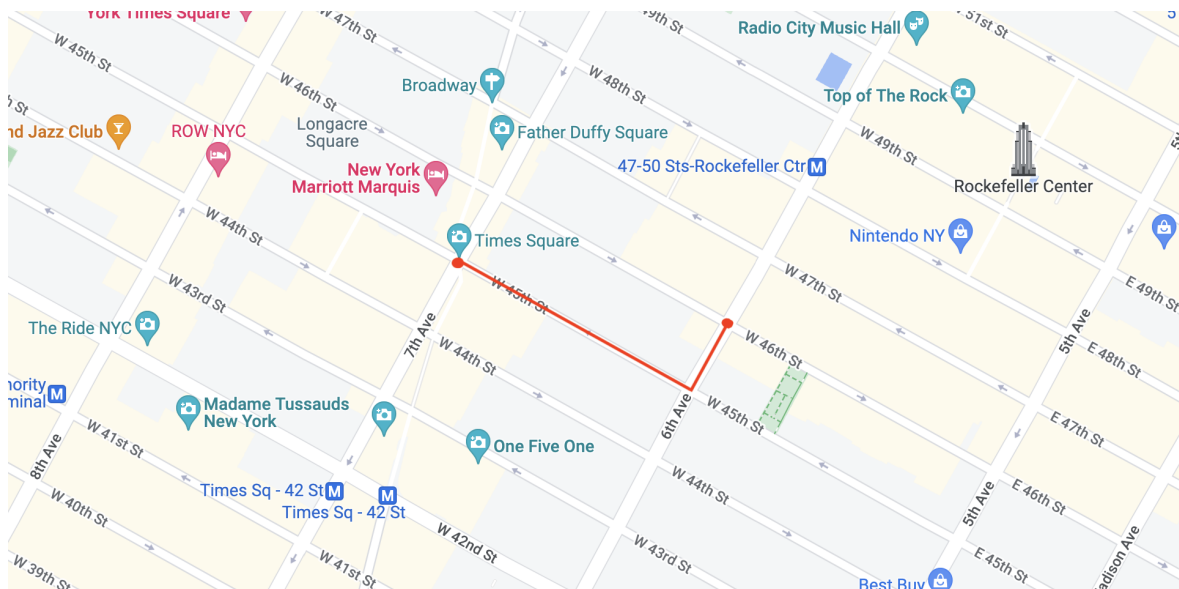 York Times Square
W 47th St
49th St
W 51st St
5
Radio City Music Hall
W 45th St
W 46th St
Broadway
W 48th St
Top of The Rock
Longacre
Square
Father Duffy Square
nd Jazz Club
ROW NYC
W 49th St
New York
Marriott Marquis
47-50 Sts-Rockefeller Ctr
M
Rockefeller Center
W 44th St
Times Square
Nintendo NY
W 45th St
W 47th St
E 49th St
W 43rd St
The Ride NYC
7th Ave
W 44th St
W 46th St
5th Ave
E 48th St
hority
minal
M
Madame Tussauds
New York
6th Ave
W 45th St
E 47th St
8th Ave
W 41st St
One Five One
W 44th St
5th Ave
E 46th St
Times Sq - 42 St
M
M
Times Sq - 42 St
W 40th St
W 42nd St
W 43rd St
E 45th St
adison Ave
W 39th St
W 41st St
Best Buy